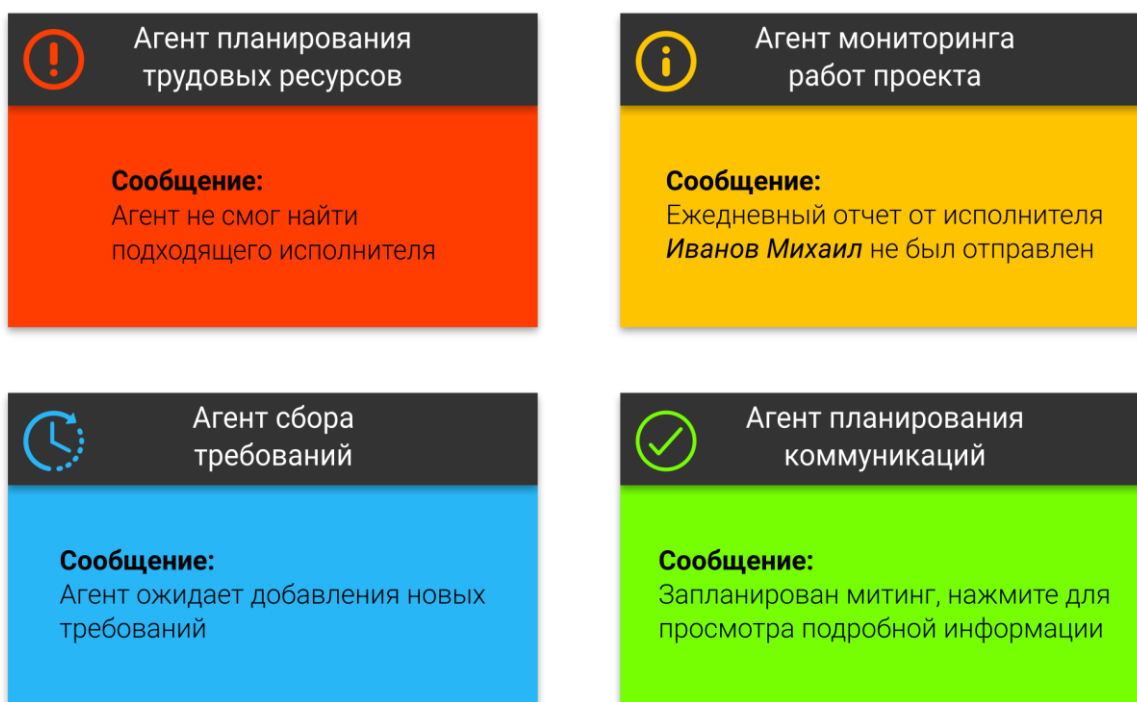 Агент планирования
трудовых ресурсов
Сообщение:
Агент не смог найти
подходящего исполнителя
Агент мониторинга
работ проекта
Сообщение:
Ежедневный отчет от исполнителя
Иванов Михаил не был отправлен
Агент сбора
требований
Сообщение:
Агент ожидает добавления новых
требований
Агент планирования
коммуникаций
Сообщение:
Запланирован митинг, нажмите для
просмотра подробной информации